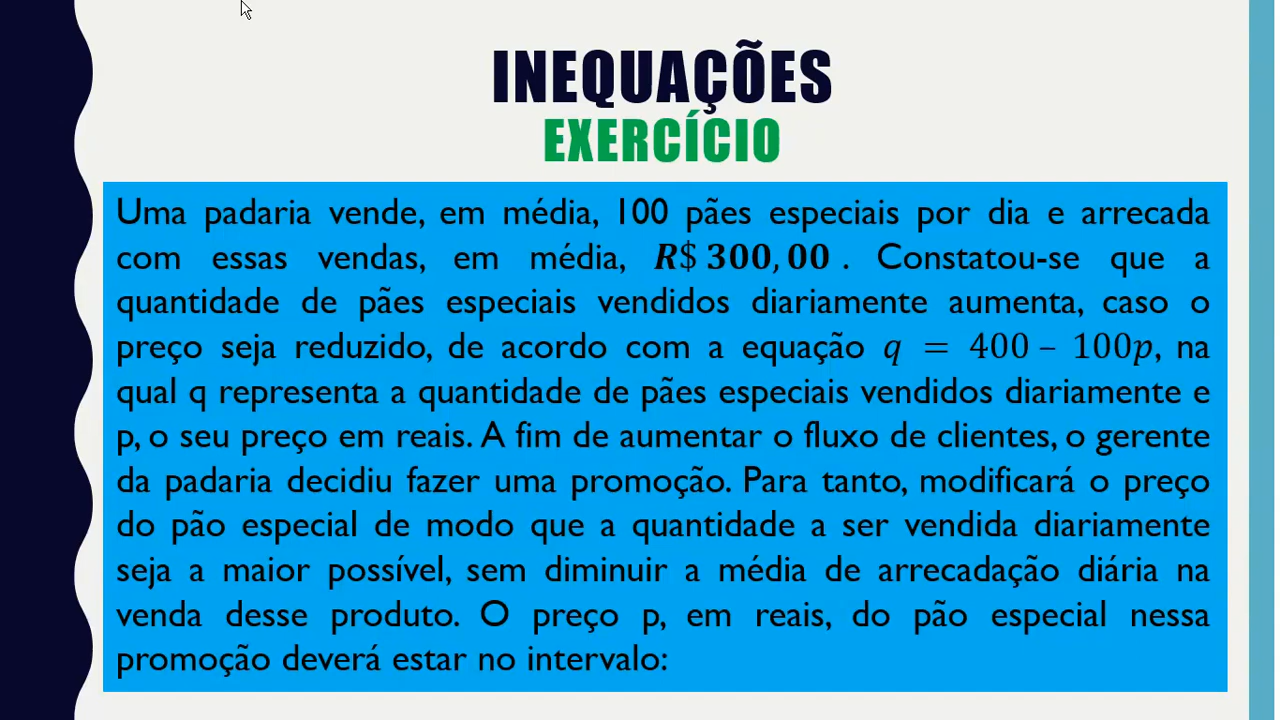 INEQUAÇÕES
EXERCÍCIO
Uma padaria vende, em média, 100 pães especiais por dia e arrecada
com essas vendas, em média, R$ 300,00 . Constatou-se que a
quantidade de pães especiais vendidos diariamente aumenta, caso o
preço seja reduzido, de acordo com a equação q = 400 – 100p, na
qual q representa a quantidade de pães especiais vendidos diariamente e
p, o seu preço em reais. A fim de aumentar o fluxo de clientes, o gerente
da padaria decidiu fazer uma promoção. Para tanto, modificará o preço
do pão especial de modo que a quantidade a ser vendida diariamente
seja a maior possível, sem diminuir a média de arrecadação diária na
venda desse produto. O preço p, em reais, do pão especial nessa
promoção deverá estar no intervalo: